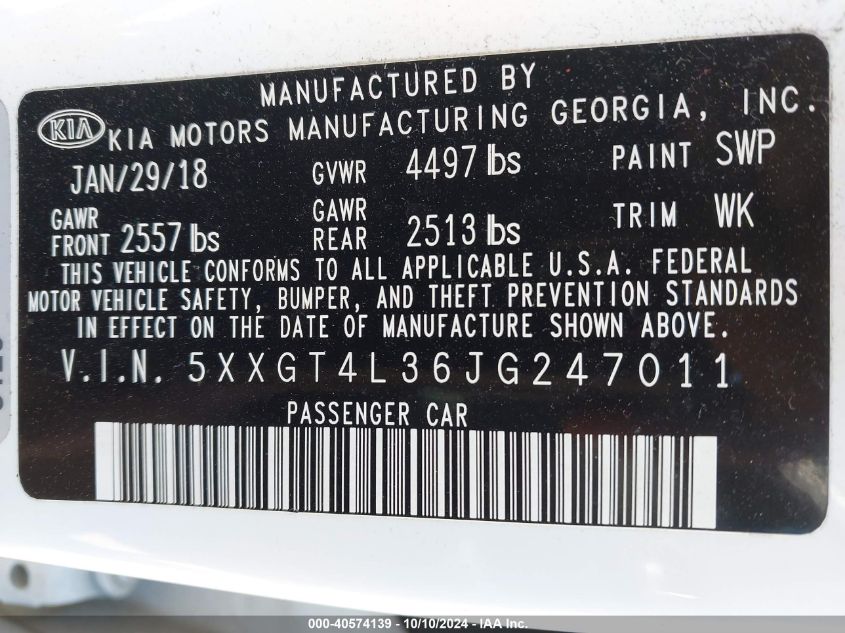 MANUFACTURED BY
KIA KIA MOTORS MANUFACTURING GEORGIA, INC.
JAN/29/18 GVWR 4497 lbs PAINT SWP
GAWR FRONT 2557 lbs GAWR REAR 2513 lbs TRIM WK
THIS VEHICLE CONFORMS TO ALL APPLICABLE U.S.A. FEDERAL
MOTOR VEHICLE SAFETY, BUMPER, AND THEFT PREVENTION STANDARDS
IN EFFECT ON THE DATE OF MANUFACTURE SHOWN ABOVE.
V.I.N. 5XXGT4L36JG247011
PASSENGER CAR
000-40574139 - 10/10/2024 - IAA Inc.